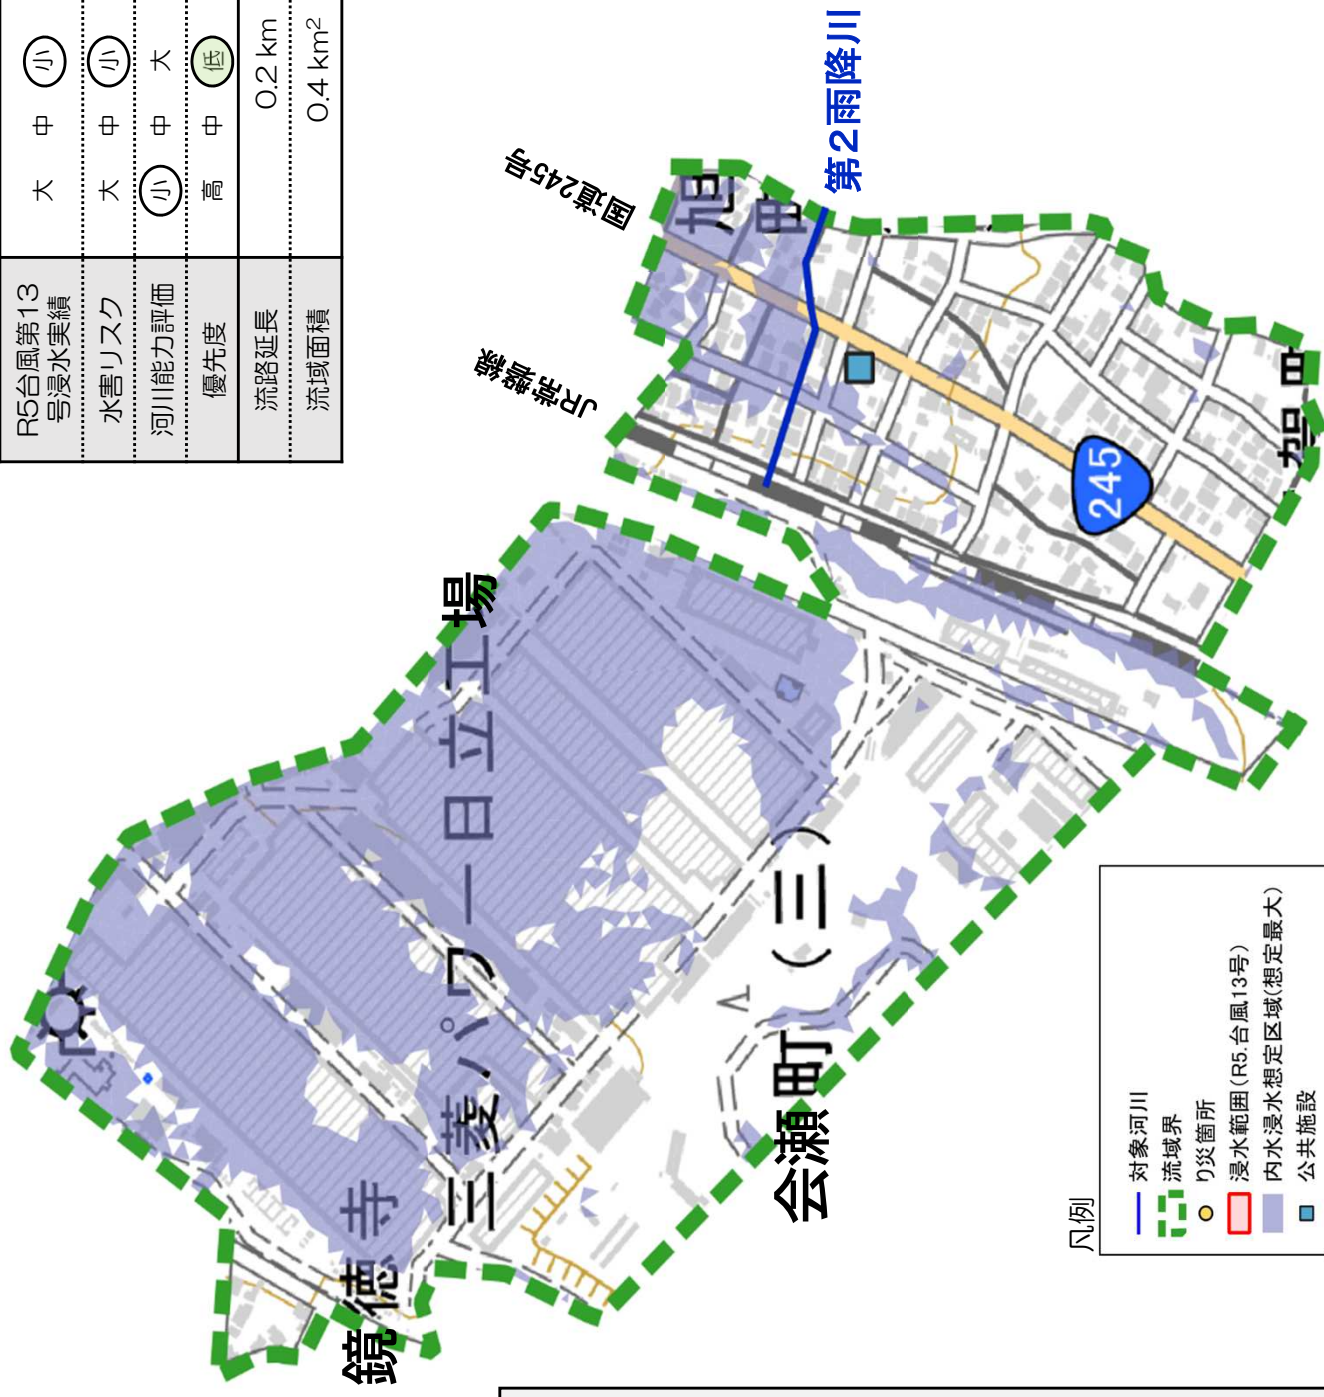 R5台風第13
号浸水実績
大 中 小
水害リスク
大 中 小
河川能力評価
小 中 大
優先度
高 中 低
流路延長
0.2 km
流域面積
0.4 km²
国道245号
JR常磐線
第2雨降川
旭町
245
三菱パワー日立工場
鏡徳寺
会瀬町(三)
凡例
対象河川
流域界
り災箇所
浸水範囲(R5.台風13号)
内水浸水想定区域(想定最大)
公共施設